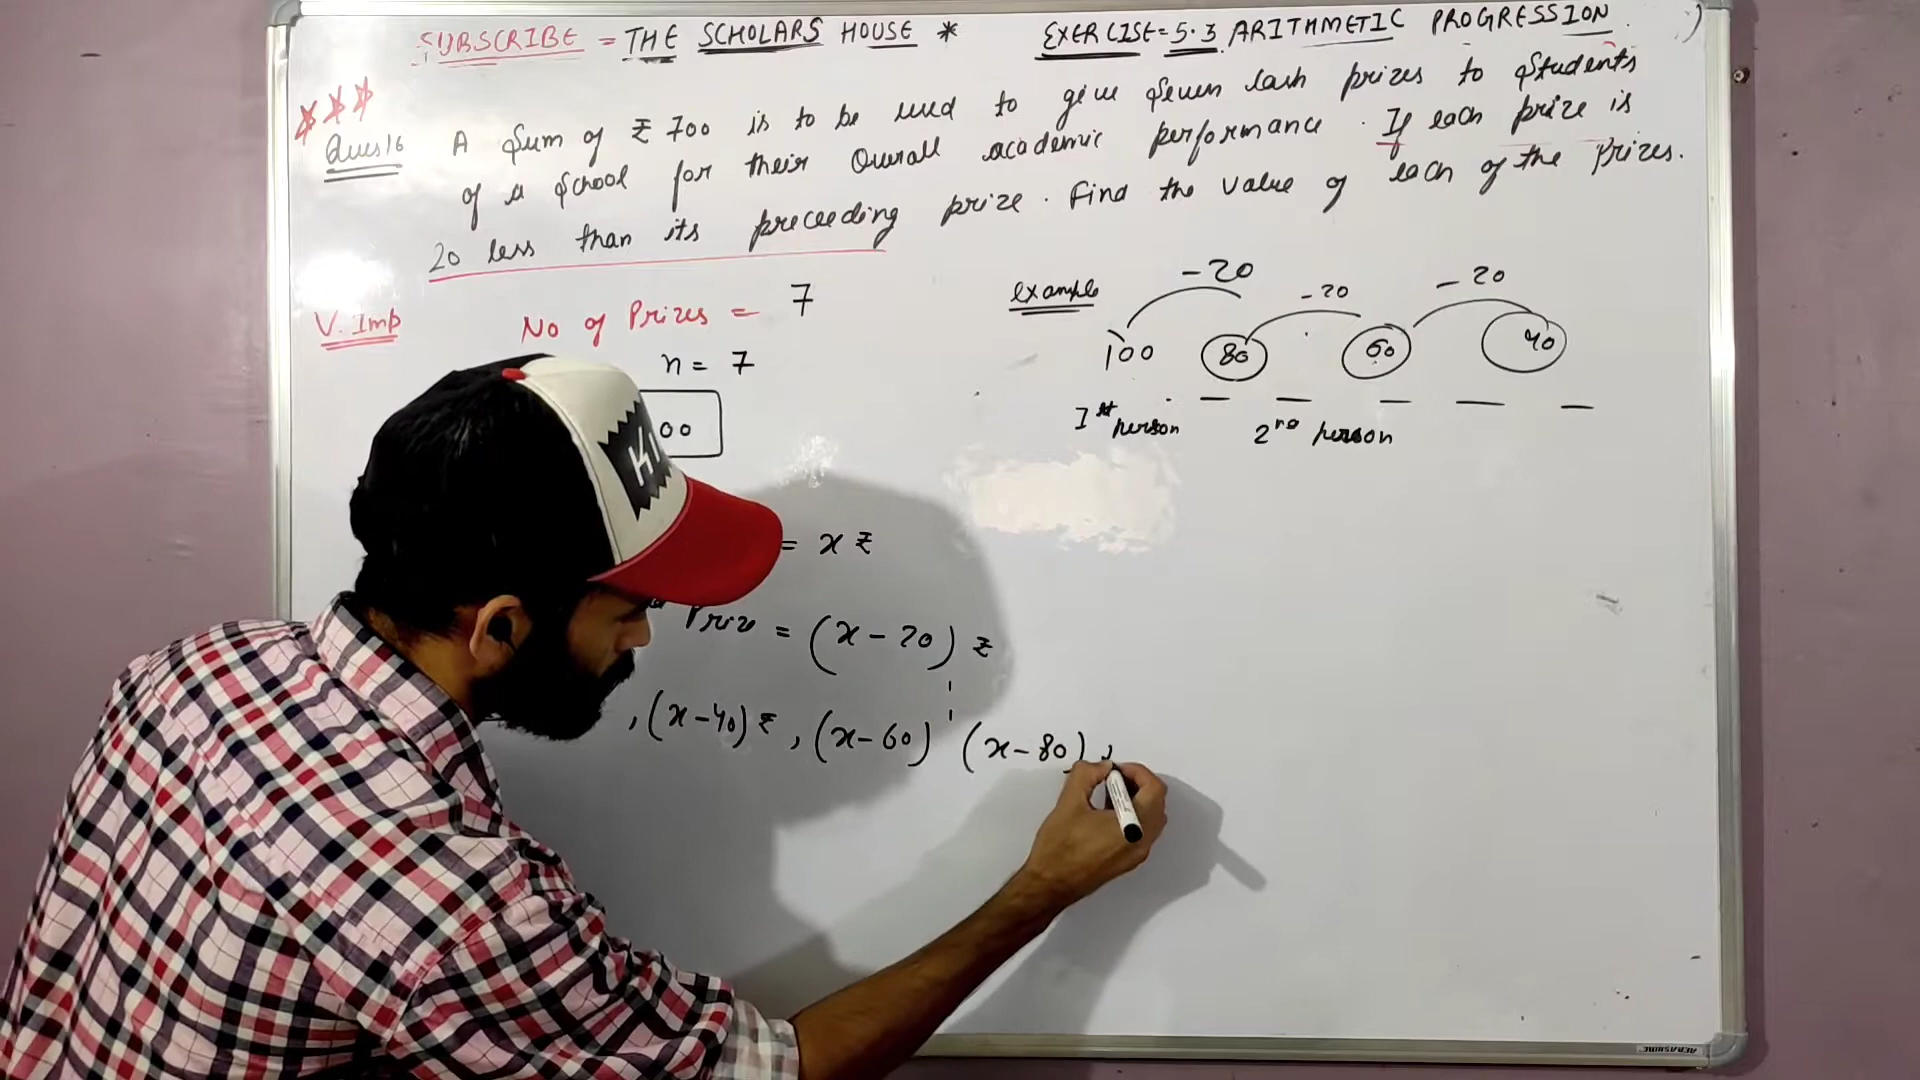 SUBSCRIBE = THE SCHOLARS HOUSE * EXERCISE=5.3 ARITHMETIC PROGRESSION
Ques16 A Sum of ₹ 700 is to be used to give Seven Cash prizes to Students
of a School for their Overall academic performance. If each prize is
20 less than its preceeding prize. Find the value of each of the Prizes.
V. Imp No of Prizes = 7
n = 7
00
= x ₹
Prize = (x - 20) ₹
, (x - 40) ₹, (x - 60) (x - 80),
example
-20 -20 -20
100 80 60 40
1st person 2nd person
K